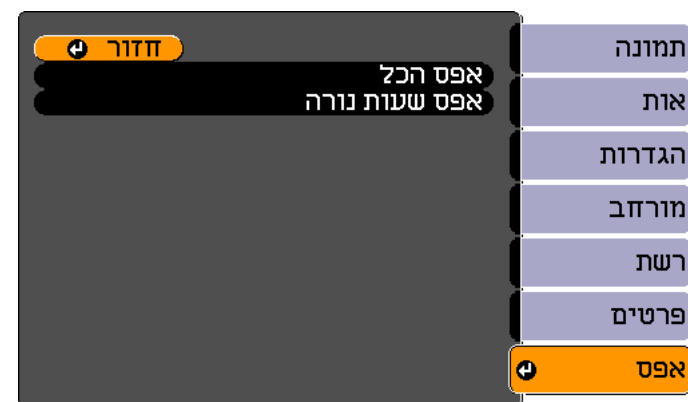 חזור
אפס הכל
אפס שעות נורה
תמונה
אות
הגדרות
מורחב
רשת
פרטים
אפס